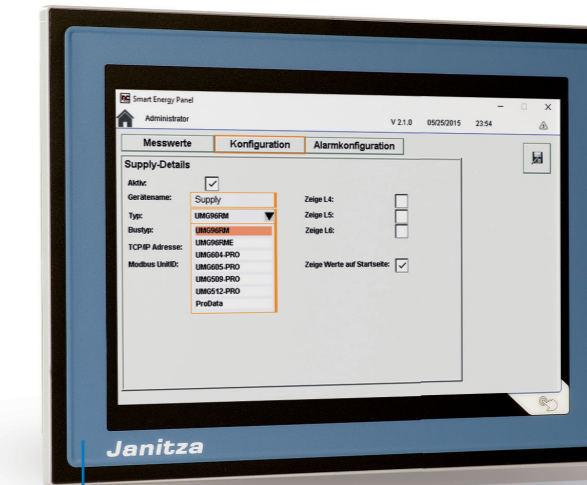 Smart Energy Panel
Administrator V 2.1.0 05/25/2015 23:54
Messwerte Konfiguration Alarmkonfiguration
Supply-Details
Aktiv:
Gerätename: Supply Zeige L4:
Typ: UMG96RM Zeige L5:
Bustyp: UMG96RM Zeige L6:
TCP/IP Adresse: UMG96RME
UMG604-PRO
Modbus UnitID: UMG605-PRO Zeige Werte auf Startseite:
UMG509-PRO
UMG512-PRO
ProData
Janitza